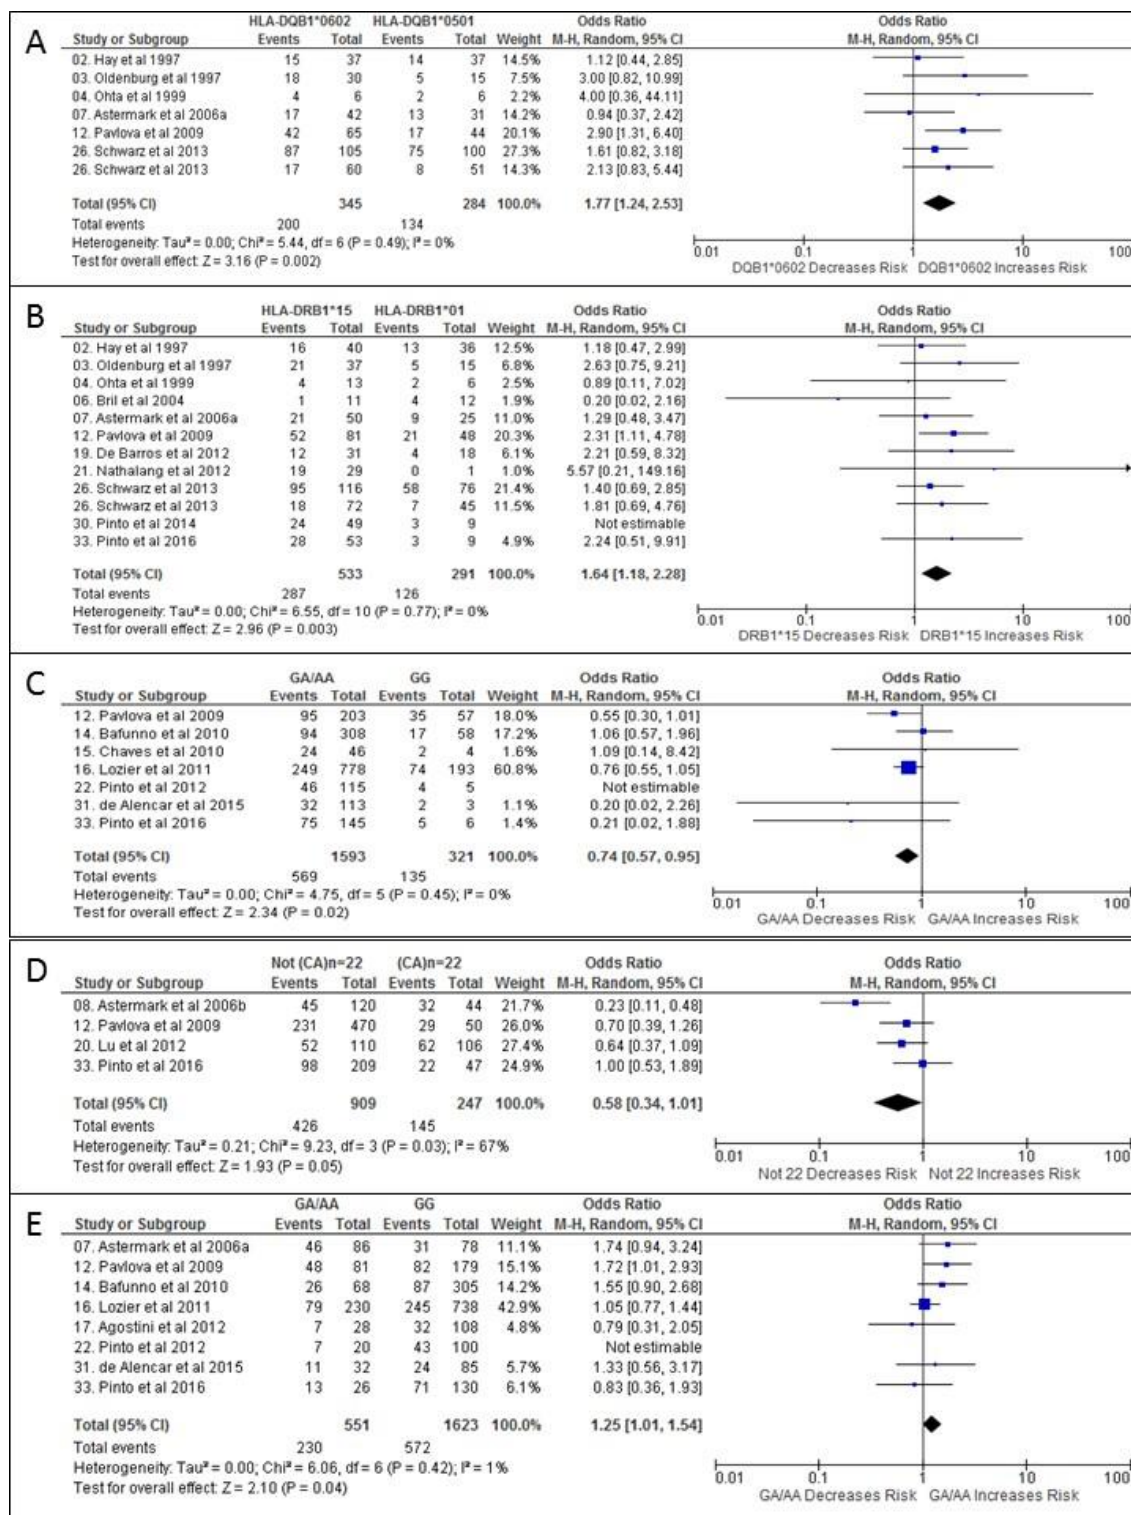 A
HLA-DQB1*0602 HLA-DQB1*0501 Odds Ratio Odds Ratio
Study or Subgroup Events Total Events Total Weight M-H, Random, 95% CI M-H, Random, 95% CI
02. Hay et al 1997 15 37 14 37 14.5% 1.12 [0.44, 2.85]
03. Oldenburg et al 1997 18 30 5 15 7.5% 3.00 [0.82, 10.99]
04. Ohta et al 1999 4 6 2 6 2.2% 4.00 [0.36, 44.11]
07. Astermark et al 2006a 17 42 13 31 14.2% 0.94 [0.37, 2.42]
12. Pavlova et al 2009 42 65 17 44 20.1% 2.90 [1.31, 6.40]
26. Schwarz et al 2013 87 105 75 100 27.3% 1.61 [0.82, 3.18]
26. Schwarz et al 2013 17 60 8 51 14.3% 2.13 [0.83, 5.44]
Total (95% CI) 345 284 100.0% 1.77 [1.24, 2.53]
Total events 200 134
Heterogeneity: Tau² = 0.00; Chi² = 5.44, df = 6 (P = 0.49); I² = 0%
Test for overall effect: Z = 3.16 (P = 0.002)
0.01 0.1 1 10 100
DQB1*0602 Decreases Risk DQB1*0602 Increases Risk
B
HLA-DRB1*15 HLA-DRB1*01 Odds Ratio Odds Ratio
Study or Subgroup Events Total Events Total Weight M-H, Random, 95% CI M-H, Random, 95% CI
02. Hay et al 1997 16 40 13 36 12.5% 1.18 [0.47, 2.99]
03. Oldenburg et al 1997 21 37 5 15 6.8% 2.63 [0.75, 9.21]
04. Ohta et al 1999 4 13 2 6 2.5% 0.89 [0.11, 7.02]
06. Bril et al 2004 1 11 4 12 1.9% 0.20 [0.02, 2.16]
07. Astermark et al 2006a 21 50 9 25 11.0% 1.29 [0.48, 3.47]
12. Pavlova et al 2009 52 81 21 48 20.3% 2.31 [1.11, 4.78]
19. De Barros et al 2012 12 31 4 18 6.1% 2.21 [0.59, 8.32]
21. Nathalang et al 2012 19 29 0 1 1.0% 5.57 [0.21, 149.16]
26. Schwarz et al 2013 95 116 58 76 21.4% 1.40 [0.69, 2.85]
26. Schwarz et al 2013 18 72 7 45 11.5% 1.81 [0.69, 4.76]
30. Pinto et al 2014 24 49 3 9 Not estimable
33. Pinto et al 2016 28 53 3 9 4.9% 2.24 [0.51, 9.91]
Total (95% CI) 533 291 100.0% 1.64 [1.18, 2.28]
Total events 287 126
Heterogeneity: Tau² = 0.00; Chi² = 6.55, df = 10 (P = 0.77); I² = 0%
Test for overall effect: Z = 2.96 (P = 0.003)
0.01 0.1 1 10 100
DRB1*15 Decreases Risk DRB1*15 Increases Risk
C
GA/AA GG Odds Ratio Odds Ratio
Study or Subgroup Events Total Events Total Weight M-H, Random, 95% CI M-H, Random, 95% CI
12. Pavlova et al 2009 95 203 35 57 18.0% 0.55 [0.30, 1.01]
14. Bafunno et al 2010 94 308 17 58 17.2% 1.06 [0.57, 1.96]
15. Chaves et al 2010 24 46 2 4 1.6% 1.09 [0.14, 8.42]
16. Lozier et al 2011 249 778 74 193 60.8% 0.76 [0.55, 1.05]
22. Pinto et al 2012 46 115 4 5 Not estimable
31. de Alencar et al 2015 32 113 2 3 1.1% 0.20 [0.02, 2.26]
33. Pinto et al 2016 75 145 5 6 1.4% 0.21 [0.02, 1.88]
Total (95% CI) 1593 321 100.0% 0.74 [0.57, 0.95]
Total events 569 135
Heterogeneity: Tau² = 0.00; Chi² = 4.75, df = 5 (P = 0.45); I² = 0%
Test for overall effect: Z = 2.34 (P = 0.02)
0.01 0.1 1 10 100
GA/AA Decreases Risk GA/AA Increases Risk
D
Not (CA)n=22 (CA)n=22 Odds Ratio Odds Ratio
Study or Subgroup Events Total Events Total Weight M-H, Random, 95% CI M-H, Random, 95% CI
08. Astermark et al 2006b 45 120 32 44 21.7% 0.23 [0.11, 0.48]
12. Pavlova et al 2009 231 470 29 50 26.0% 0.70 [0.39, 1.26]
20. Lu et al 2012 52 110 62 106 27.4% 0.64 [0.37, 1.09]
33. Pinto et al 2016 98 209 22 47 24.9% 1.00 [0.53, 1.89]
Total (95% CI) 909 247 100.0% 0.58 [0.34, 1.01]
Total events 426 145
Heterogeneity: Tau² = 0.21; Chi² = 9.23, df = 3 (P = 0.03); I² = 67%
Test for overall effect: Z = 1.93 (P = 0.05)
0.01 0.1 1 10 100
Not 22 Decreases Risk Not 22 Increases Risk
E
GA/AA GG Odds Ratio Odds Ratio
Study or Subgroup Events Total Events Total Weight M-H, Random, 95% CI M-H, Random, 95% CI
07. Astermark et al 2006a 46 86 31 78 11.1% 1.74 [0.94, 3.24]
12. Pavlova et al 2009 48 81 82 179 15.1% 1.72 [1.01, 2.93]
14. Bafunno et al 2010 26 68 87 305 14.2% 1.55 [0.90, 2.68]
16. Lozier et al 2011 79 230 245 738 42.9% 1.05 [0.77, 1.44]
17. Agostini et al 2012 7 28 32 108 4.8% 0.79 [0.31, 2.05]
22. Pinto et al 2012 7 20 43 100 Not estimable
31. de Alencar et al 2015 11 32 24 85 5.7% 1.33 [0.56, 3.17]
33. Pinto et al 2016 13 26 71 130 6.1% 0.83 [0.36, 1.93]
Total (95% CI) 551 1623 100.0% 1.25 [1.01, 1.54]
Total events 230 572
Heterogeneity: Tau² = 0.00; Chi² = 6.06, df = 6 (P = 0.42); I² = 1%
Test for overall effect: Z = 2.10 (P = 0.04)
0.01 0.1 1 10 100
GA/AA Decreases Risk GA/AA Increases Risk